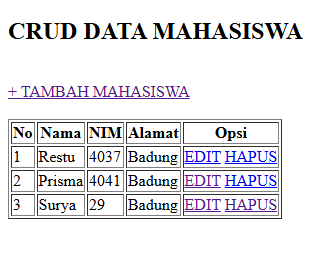 CRUD DATA MAHASISWA
+ TAMBAH MAHASISWA
No Nama NIM Alamat Opsi
1 Restu 4037 Badung EDIT HAPUS
2 Prisma 4041 Badung EDIT HAPUS
3 Surya 29 Badung EDIT HAPUS